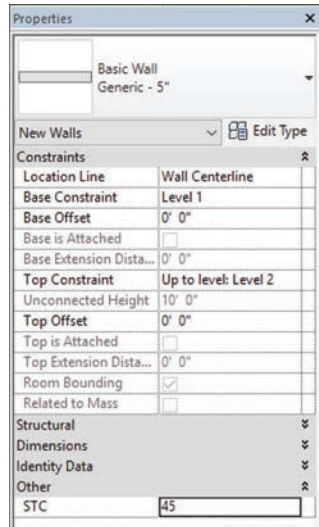 Properties
Basic Wall
Generic - 5"
New Walls Edit Type
Constraints
Location Line Wall Centerline
Base Constraint Level 1
Base Offset 0' 0"
Base is Attached
Base Extension Dista... 0' 0"
Top Constraint Up to level: Level 2
Unconnected Height 10' 0"
Top Offset 0' 0"
Top is Attached
Top Extension Dista... 0' 0"
Room Bounding
Related to Mass
Structural
Dimensions
Identity Data
Other
STC 45